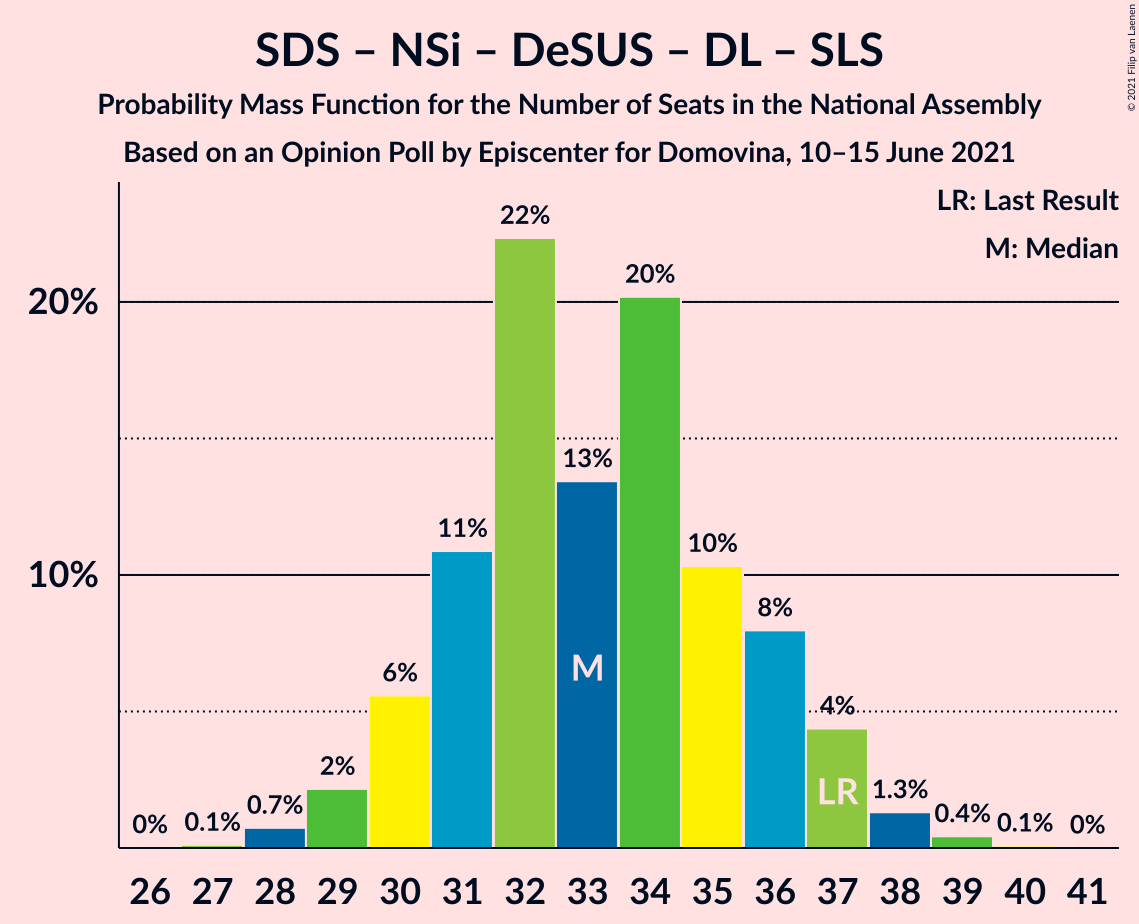 SDS – NSi – DeSUS – DL – SLS
Probability Mass Function for the Number of Seats in the National Assembly
Based on an Opinion Poll by Episcenter for Domovina, 10–15 June 2021
© 2021 Filip van Laenen
LR: Last Result
M: Median
20%
10%
0%
0.1%
0.7%
2%
6%
11%
22%
13%
20%
10%
8%
4%
1.3%
0.4%
0.1%
0%
M
LR
26 27 28 29 30 31 32 33 34 35 36 37 38 39 40 41